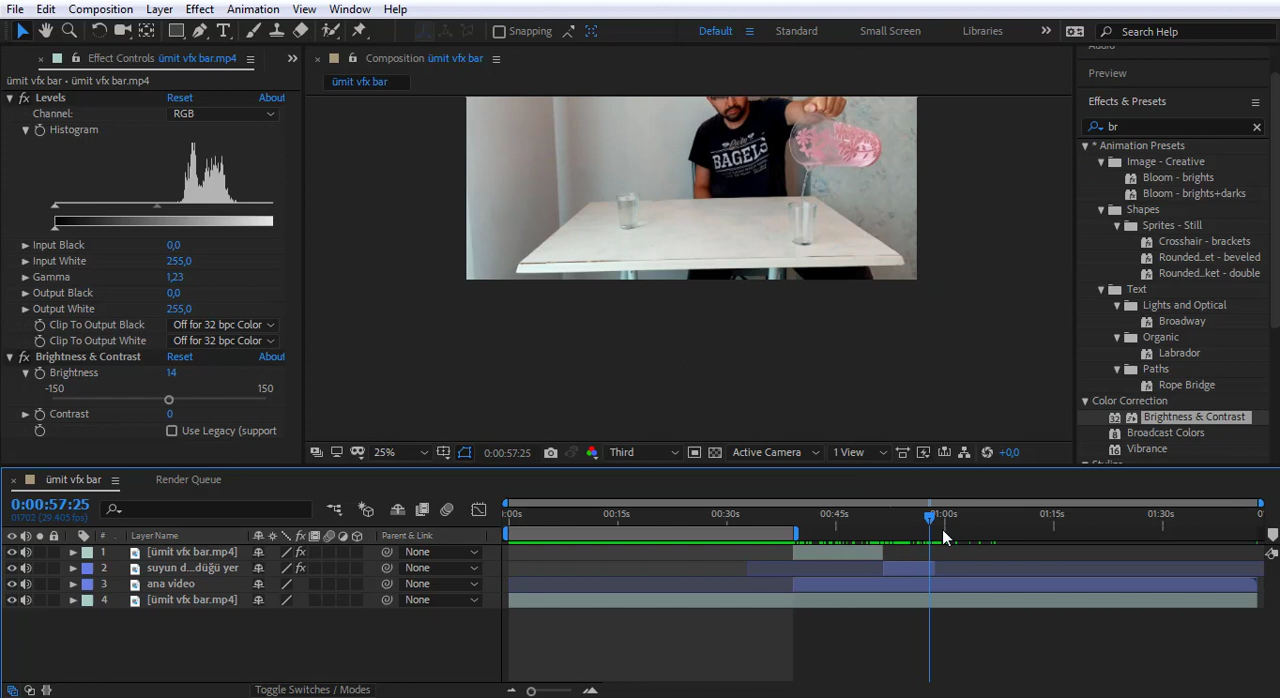 File Edit Composition Layer Effect Animation View Window Help
Snapping Default Standard Small Screen Libraries Search Help
Effect Controls ümit vfx bar.mp4
ümit vfx bar • ümit vfx bar.mp4
Levels Reset About
Channel: RGB
Histogram
Input Black 0,0
Input White 255,0
Gamma 1,23
Output Black 0,0
Output White 255,0
Clip To Output Black Off for 32 bpc Color
Clip To Output White Off for 32 bpc Color
Brightness & Contrast Reset About
Brightness 14
-150 150
Contrast 0
Use Legacy (support
Composition ümit vfx bar
ümit vfx bar
BAGELS
25% 0:00:57:25 Third Active Camera 1 View +0,0
Audio
Preview
Effects & Presets
br
* Animation Presets
Image - Creative
Bloom - brights
Bloom - brights+darks
Shapes
Sprites - Still
Crosshair - brackets
Rounded...et - beveled
Rounded...ket - double
Text
Lights and Optical
Broadway
Organic
Labrador
Paths
Rope Bridge
Color Correction
Brightness & Contrast
Broadcast Colors
Vibrance
ümit vfx bar Render Queue
0:00:57:25
01702 (29.405 fps)
:00s 00:15s 00:30s 00:45s 01:00s 01:15s 01:30s
# Layer Name Parent & Link
1 [ümit vfx bar.mp4] None
2 suyun d...düğü yer None
3 ana video None
4 [ümit vfx bar.mp4] None
Toggle Switches / Modes